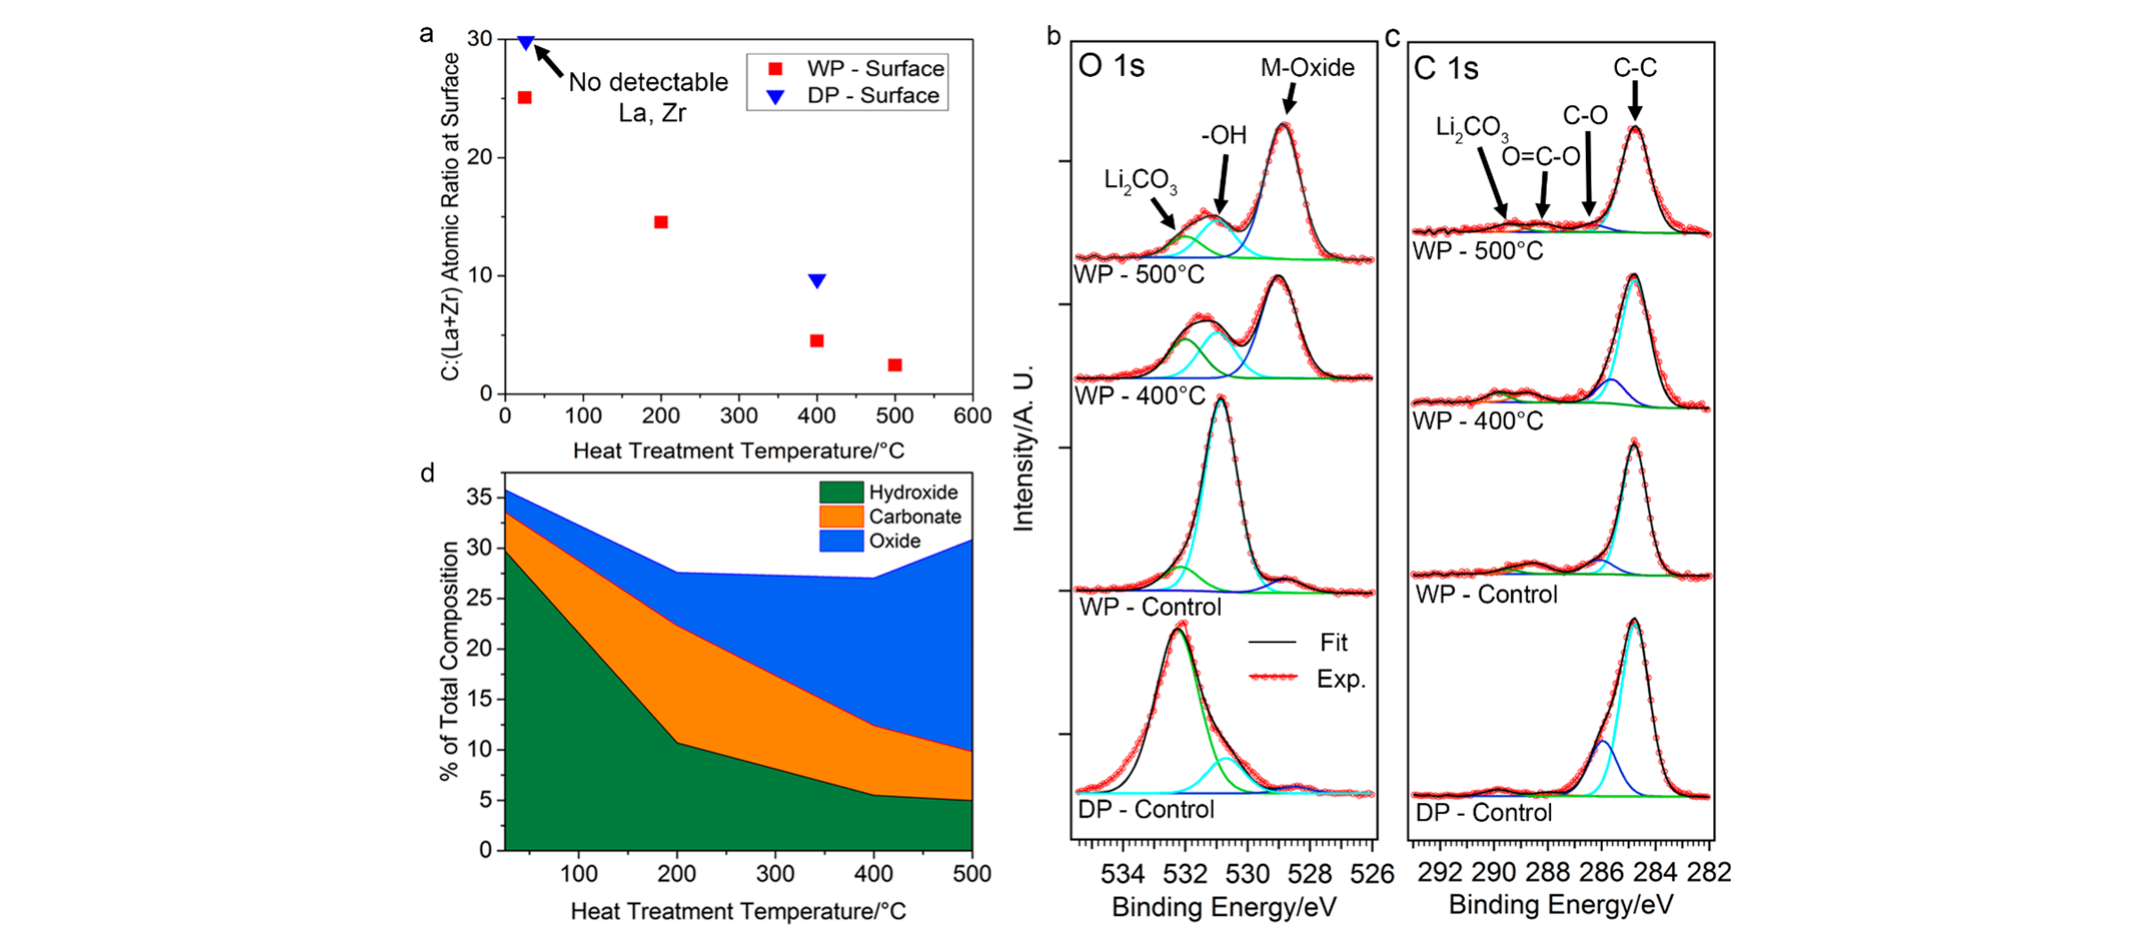 a
C:(La+Zr) Atomic Ratio at Surface
30
20
10
0
No detectable
La, Zr
WP - Surface
DP - Surface
0 100 200 300 400 500 600
Heat Treatment Temperature/°C
d
% of Total Composition
35
30
25
20
15
10
5
0
Hydroxide
Carbonate
Oxide
100 200 300 400 500
Heat Treatment Temperature/°C
b
Intensity/A. U.
O 1s
M-Oxide
-OH
Li2CO3
WP - 500°C
WP - 400°C
WP - Control
Fit
Exp.
DP - Control
534 532 530 528 526
Binding Energy/eV
c
C 1s
C-C
C-O
Li2CO3
O=C-O
WP - 500°C
WP - 400°C
WP - Control
DP - Control
292 290 288 286 284 282
Binding Energy/eV